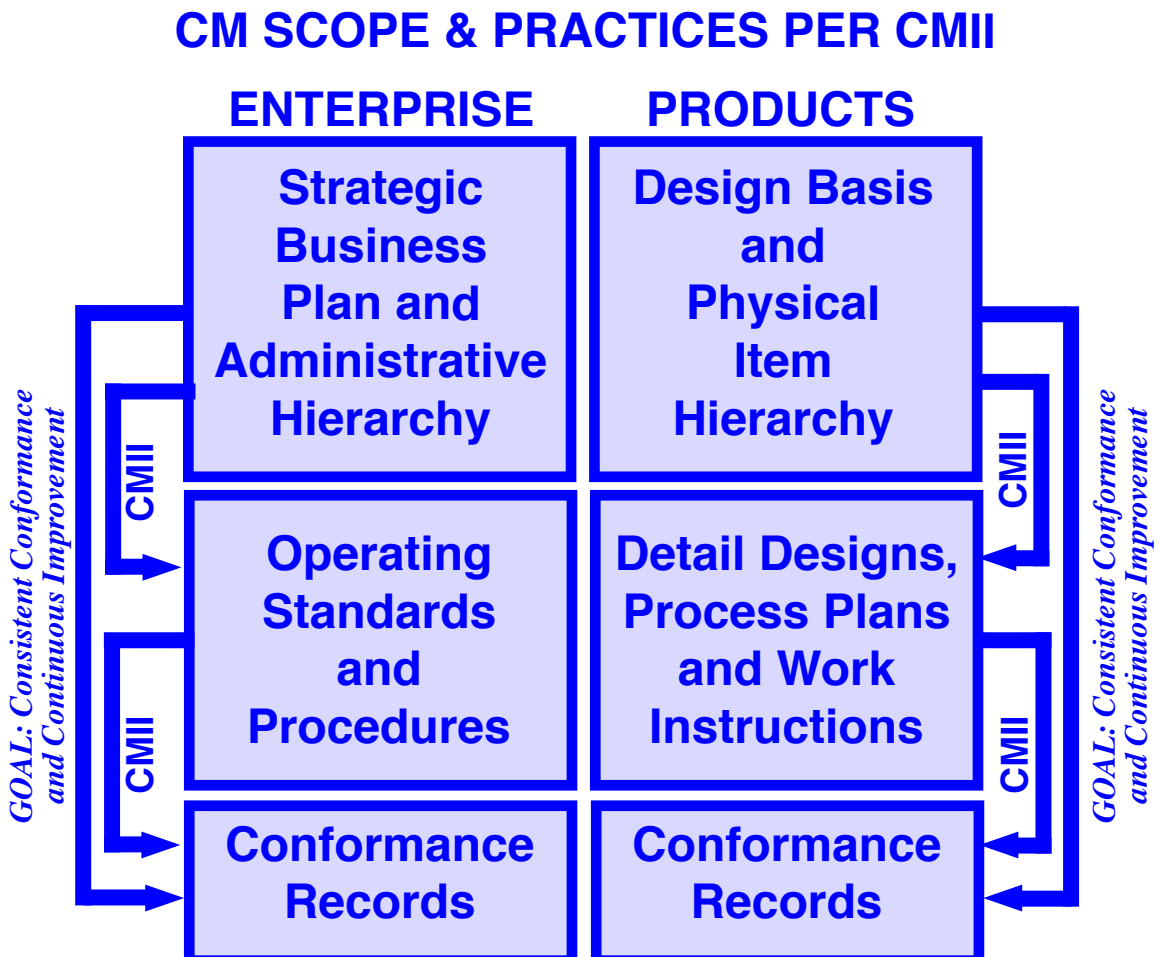 CM SCOPE & PRACTICES PER CMII
ENTERPRISE
PRODUCTS
Strategic
Business
Plan and
Administrative
Hierarchy
Design Basis
and
Physical
Item
Hierarchy
CMII
CMII
Operating
Standards
and
Procedures
Detail Designs,
Process Plans
and Work
Instructions
CMII
CMII
Conformance
Records
Conformance
Records
GOAL: Consistent Conformance
and Continuous Improvement
GOAL: Consistent Conformance
and Continuous Improvement